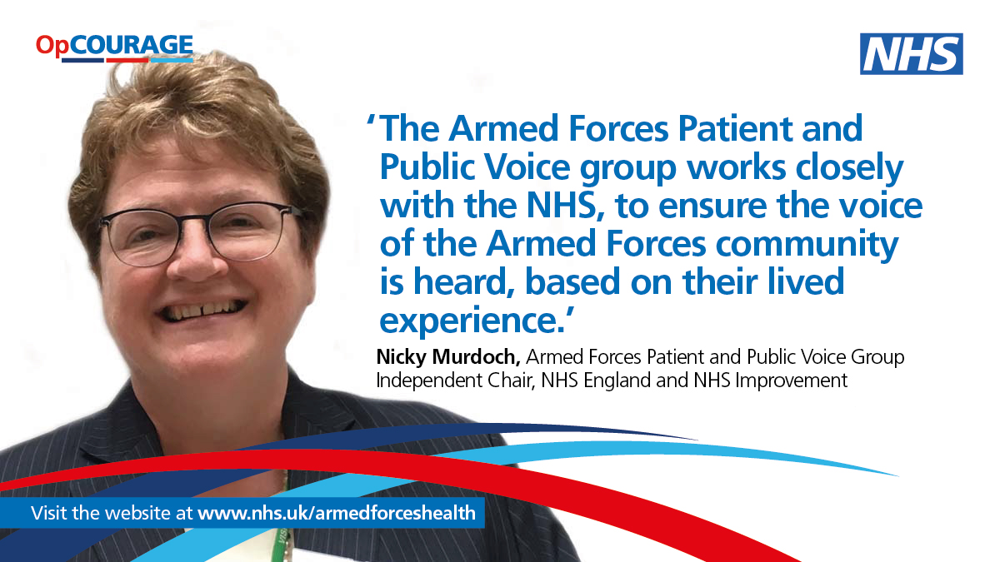 OpCOURAGE
NHS
‘The Armed Forces Patient and
Public Voice group works closely
with the NHS, to ensure the voice
of the Armed Forces community
is heard, based on their lived
experience.’
Nicky Murdoch, Armed Forces Patient and Public Voice Group
Independent Chair, NHS England and NHS Improvement
Visit the website at www.nhs.uk/armedforceshealth